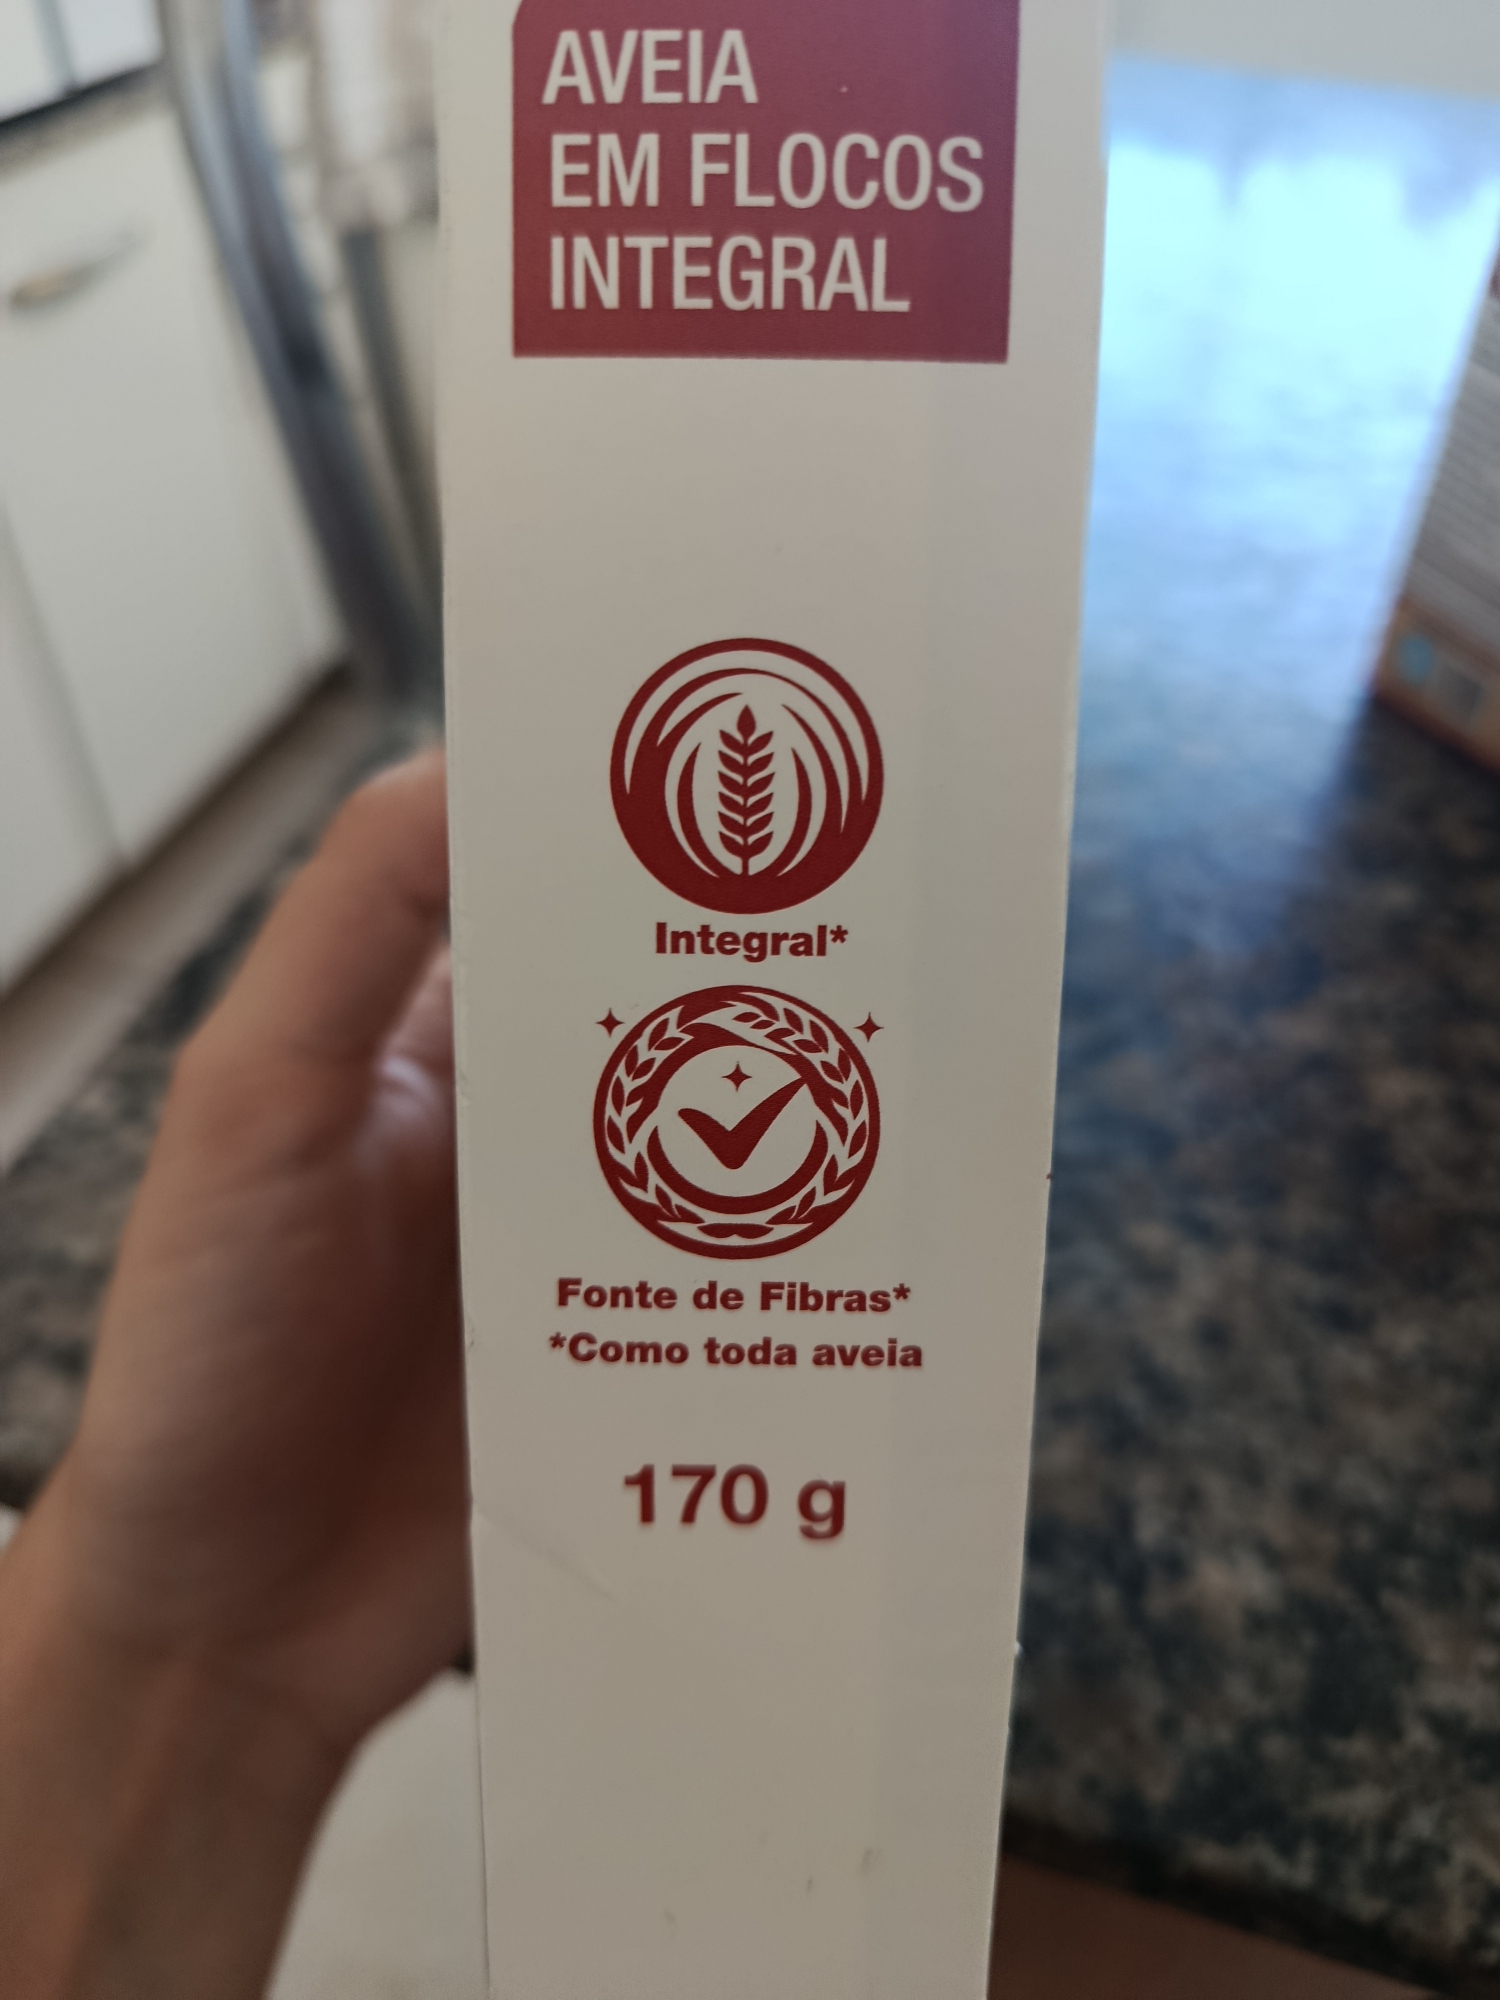 AVEIA
EM FLOCOS
INTEGRAL
Integral*
Fonte de Fibras*
*Como toda aveia
170 g